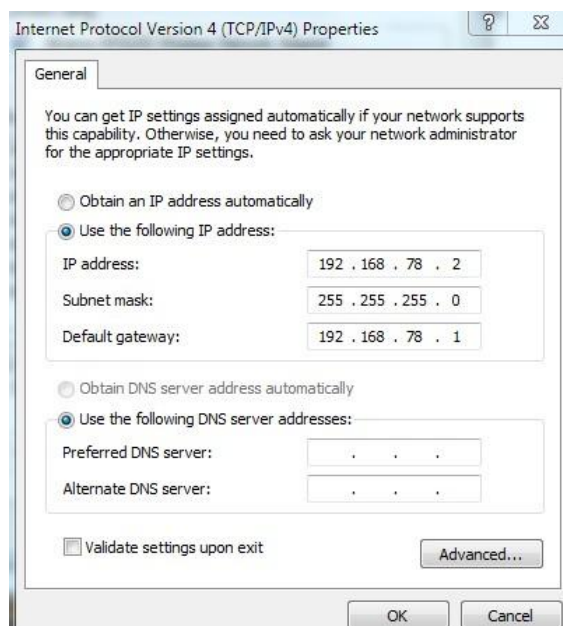 Internet Protocol Version 4 (TCP/IPv4) Properties
?
General
You can get IP settings assigned automatically if your network supports
this capability. Otherwise, you need to ask your network administrator
for the appropriate IP settings.
Obtain an IP address automatically
Use the following IP address:
IP address: 192 . 168 . 78 . 2
Subnet mask: 255 . 255 . 255 . 0
Default gateway: 192 . 168 . 78 . 1
Obtain DNS server address automatically
Use the following DNS server addresses:
Preferred DNS server: . . .
Alternate DNS server: . . .
Validate settings upon exit
Advanced...
OK Cancel